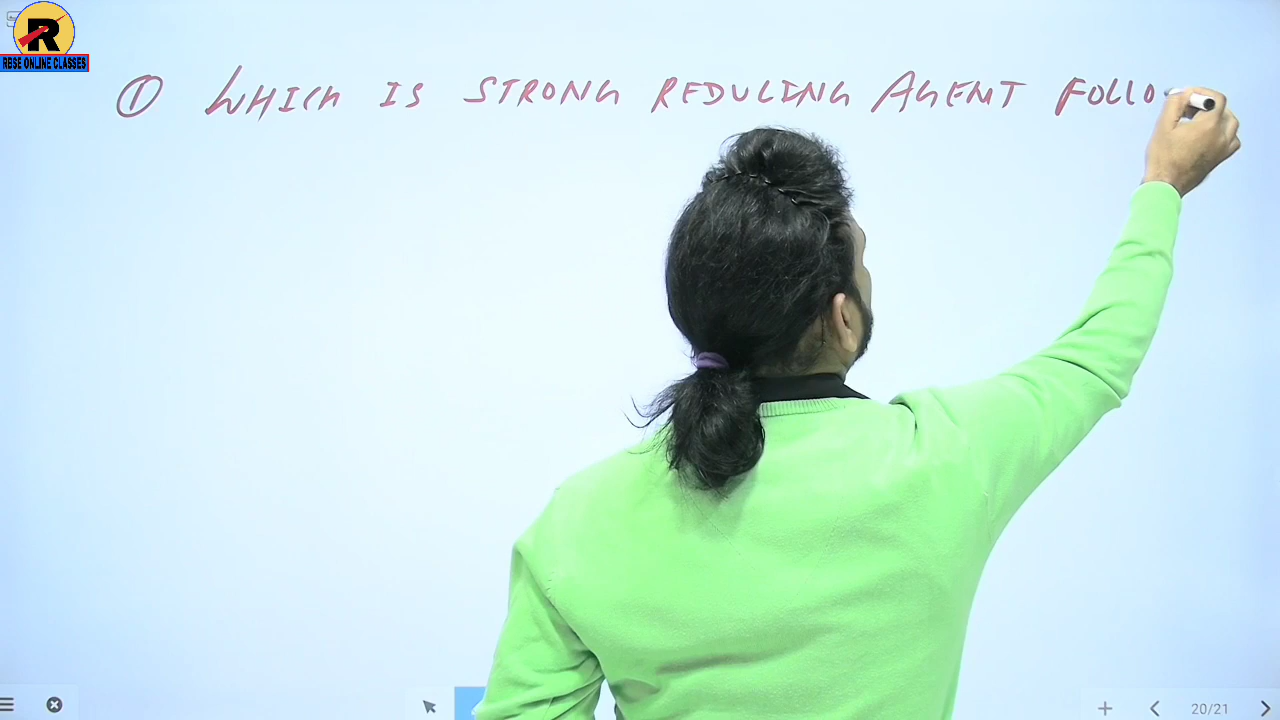 R
RBSE ONLINE CLASSES
① WHICH IS STRONG REDUCING AGENT FOLLO
20/21